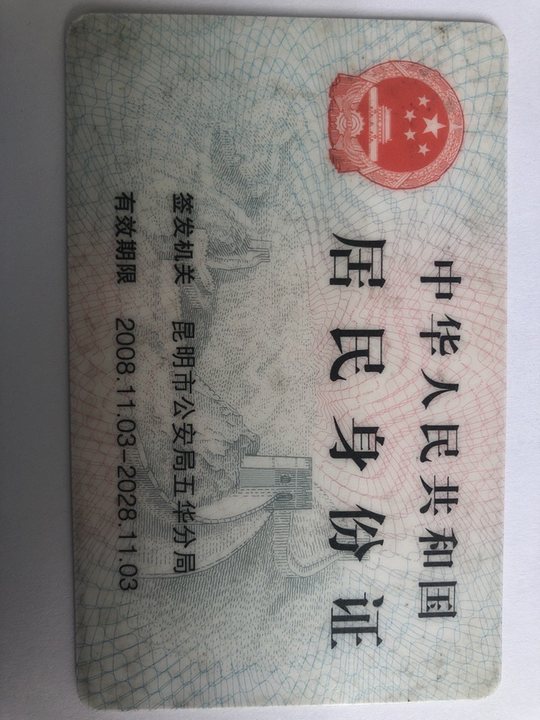 中华人民共和国
居民身份证
签发机关 昆明市公安局五华分局
有效期限 2008.11.03-2028.11.03